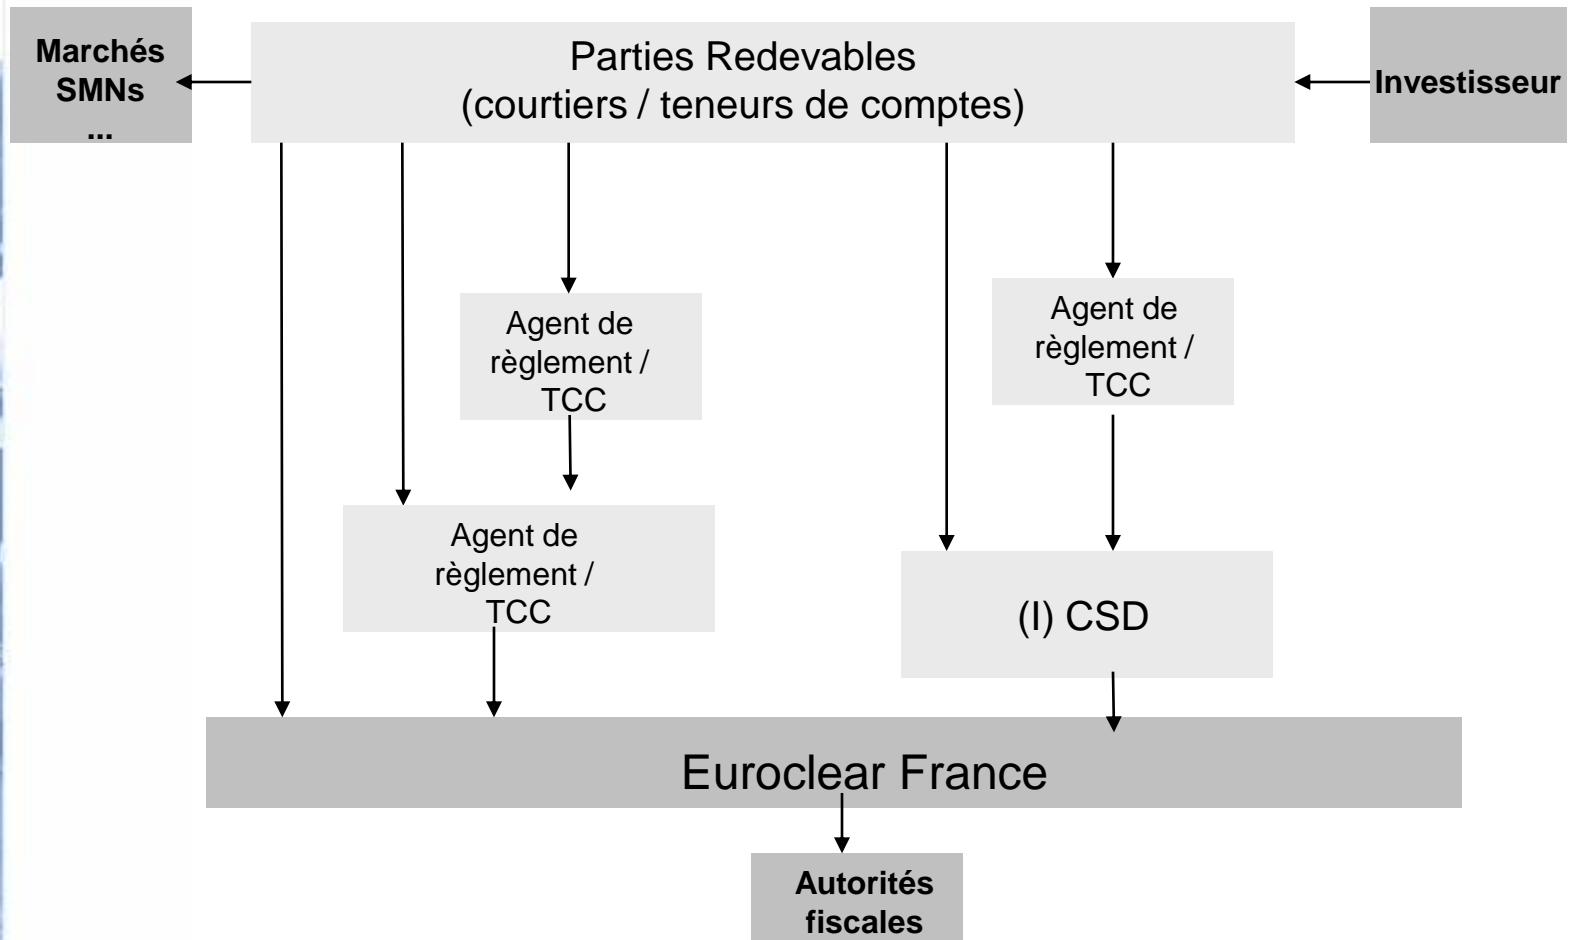 Marchés
SMNs
...
Parties Redevables
(courtiers / teneurs de comptes)
Investisseur
Agent de
règlement /
TCC
Agent de
règlement /
TCC
Agent de
règlement /
TCC
(I) CSD
Euroclear France
Autorités
fiscales